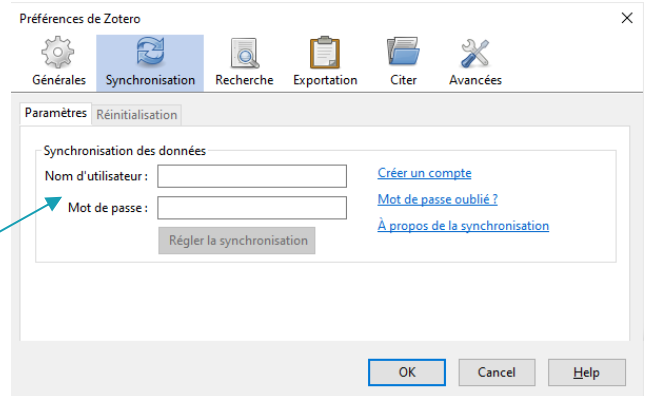 Préférences de Zotero
Générales Synchronisation Recherche Exportation Citer Avancées
Paramètres Réinitialisation
Synchronisation des données
Nom d'utilisateur : Créer un compte
Mot de passe oublié ?
Mot de passe :
À propos de la synchronisation
Régler la synchronisation
OK Cancel Help